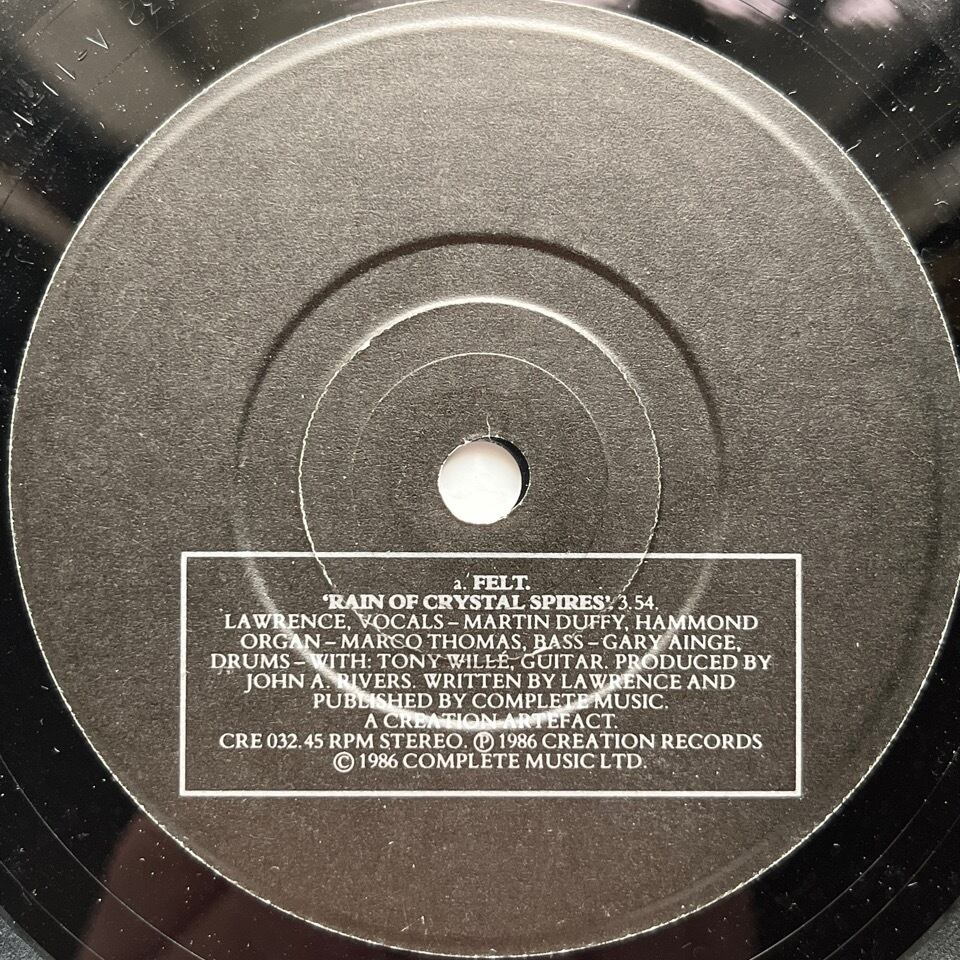 a. FELT.
'RAIN OF CRYSTAL SPIRES'. 3.54.
LAWRENCE, VOCALS – MARTIN DUFFY, HAMMOND
ORGAN – MARCO THOMAS, BASS – GARY AINGE,
DRUMS – WITH: TONY WILLÉ, GUITAR. PRODUCED BY
JOHN A. RIVERS. WRITTEN BY LAWRENCE AND
PUBLISHED BY COMPLETE MUSIC.
A CREATION ARTEFACT.
CRE 032. 45 RPM STEREO. Ⓟ 1986 CREATION RECORDS
© 1986 COMPLETE MUSIC LTD.